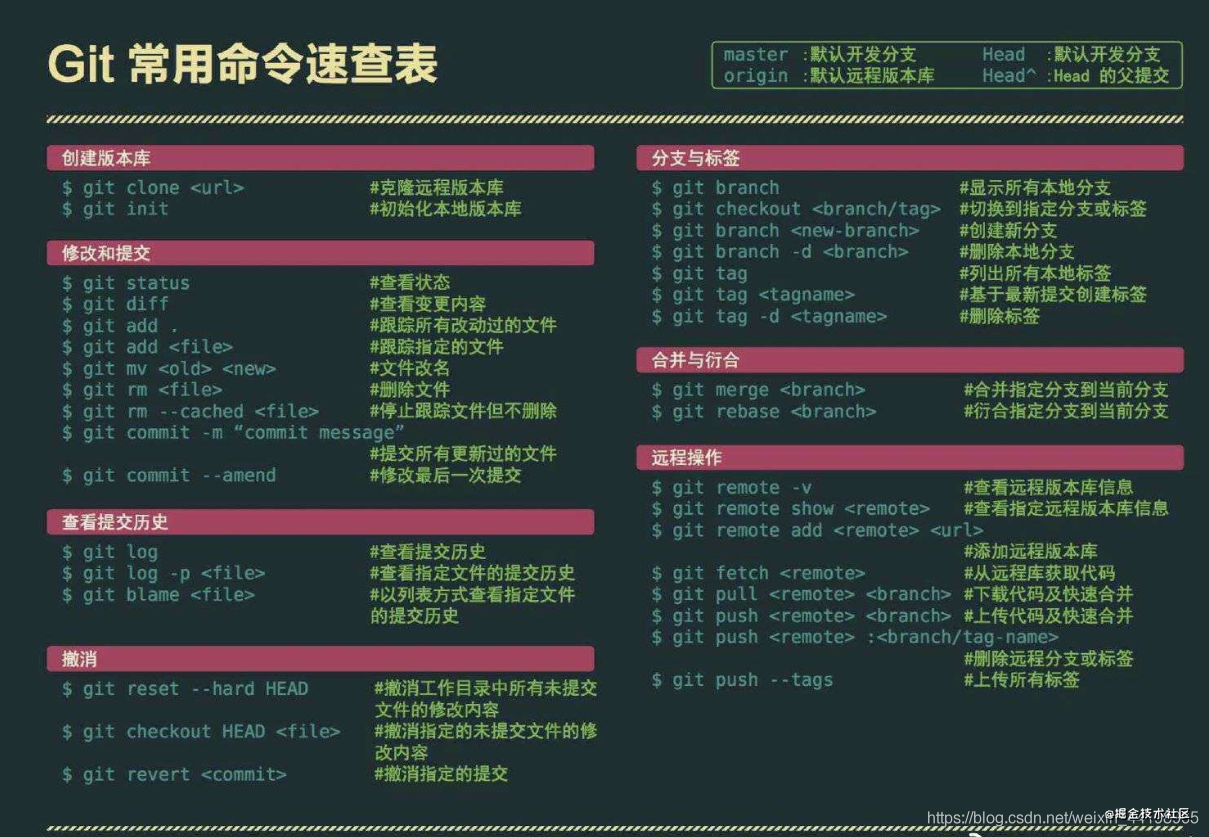 Git 常用命令速查表
master :默认开发分支 Head :默认开发分支
origin :默认远程版本库 Head^ :Head 的父提交
创建版本库
$ git clone <url> #克隆远程版本库
$ git init #初始化本地版本库
修改和提交
$ git status #查看状态
$ git diff #查看变更内容
$ git add . #跟踪所有改动过的文件
$ git add <file> #跟踪指定的文件
$ git mv <old> <new> #文件改名
$ git rm <file> #删除文件
$ git rm --cached <file> #停止跟踪文件但不删除
$ git commit -m “commit message”
#提交所有更新过的文件
$ git commit --amend #修改最后一次提交
查看提交历史
$ git log #查看提交历史
$ git log -p <file> #查看指定文件的提交历史
$ git blame <file> #以列表方式查看指定文件
的提交历史
撤消
$ git reset --hard HEAD #撤消工作目录中所有未提交
文件的修改内容
$ git checkout HEAD <file> #撤消指定的未提交文件的修
改内容
$ git revert <commit> #撤消指定的提交
分支与标签
$ git branch #显示所有本地分支
$ git checkout <branch/tag> #切换到指定分支或标签
$ git branch <new-branch> #创建新分支
$ git branch -d <branch> #删除本地分支
$ git tag #列出所有本地标签
$ git tag <tagname> #基于最新提交创建标签
$ git tag -d <tagname> #删除标签
合并与衍合
$ git merge <branch> #合并指定分支到当前分支
$ git rebase <branch> #衍合指定分支到当前分支
远程操作
$ git remote -v #查看远程版本库信息
$ git remote show <remote> #查看指定远程版本库信息
$ git remote add <remote> <url>
#添加远程版本库
$ git fetch <remote> #从远程库获取代码
$ git pull <remote> <branch> #下载代码及快速合并
$ git push <remote> <branch> #上传代码及快速合并
$ git push <remote> :<branch/tag-name>
#删除远程分支或标签
$ git push --tags #上传所有标签
@掘金技术社区